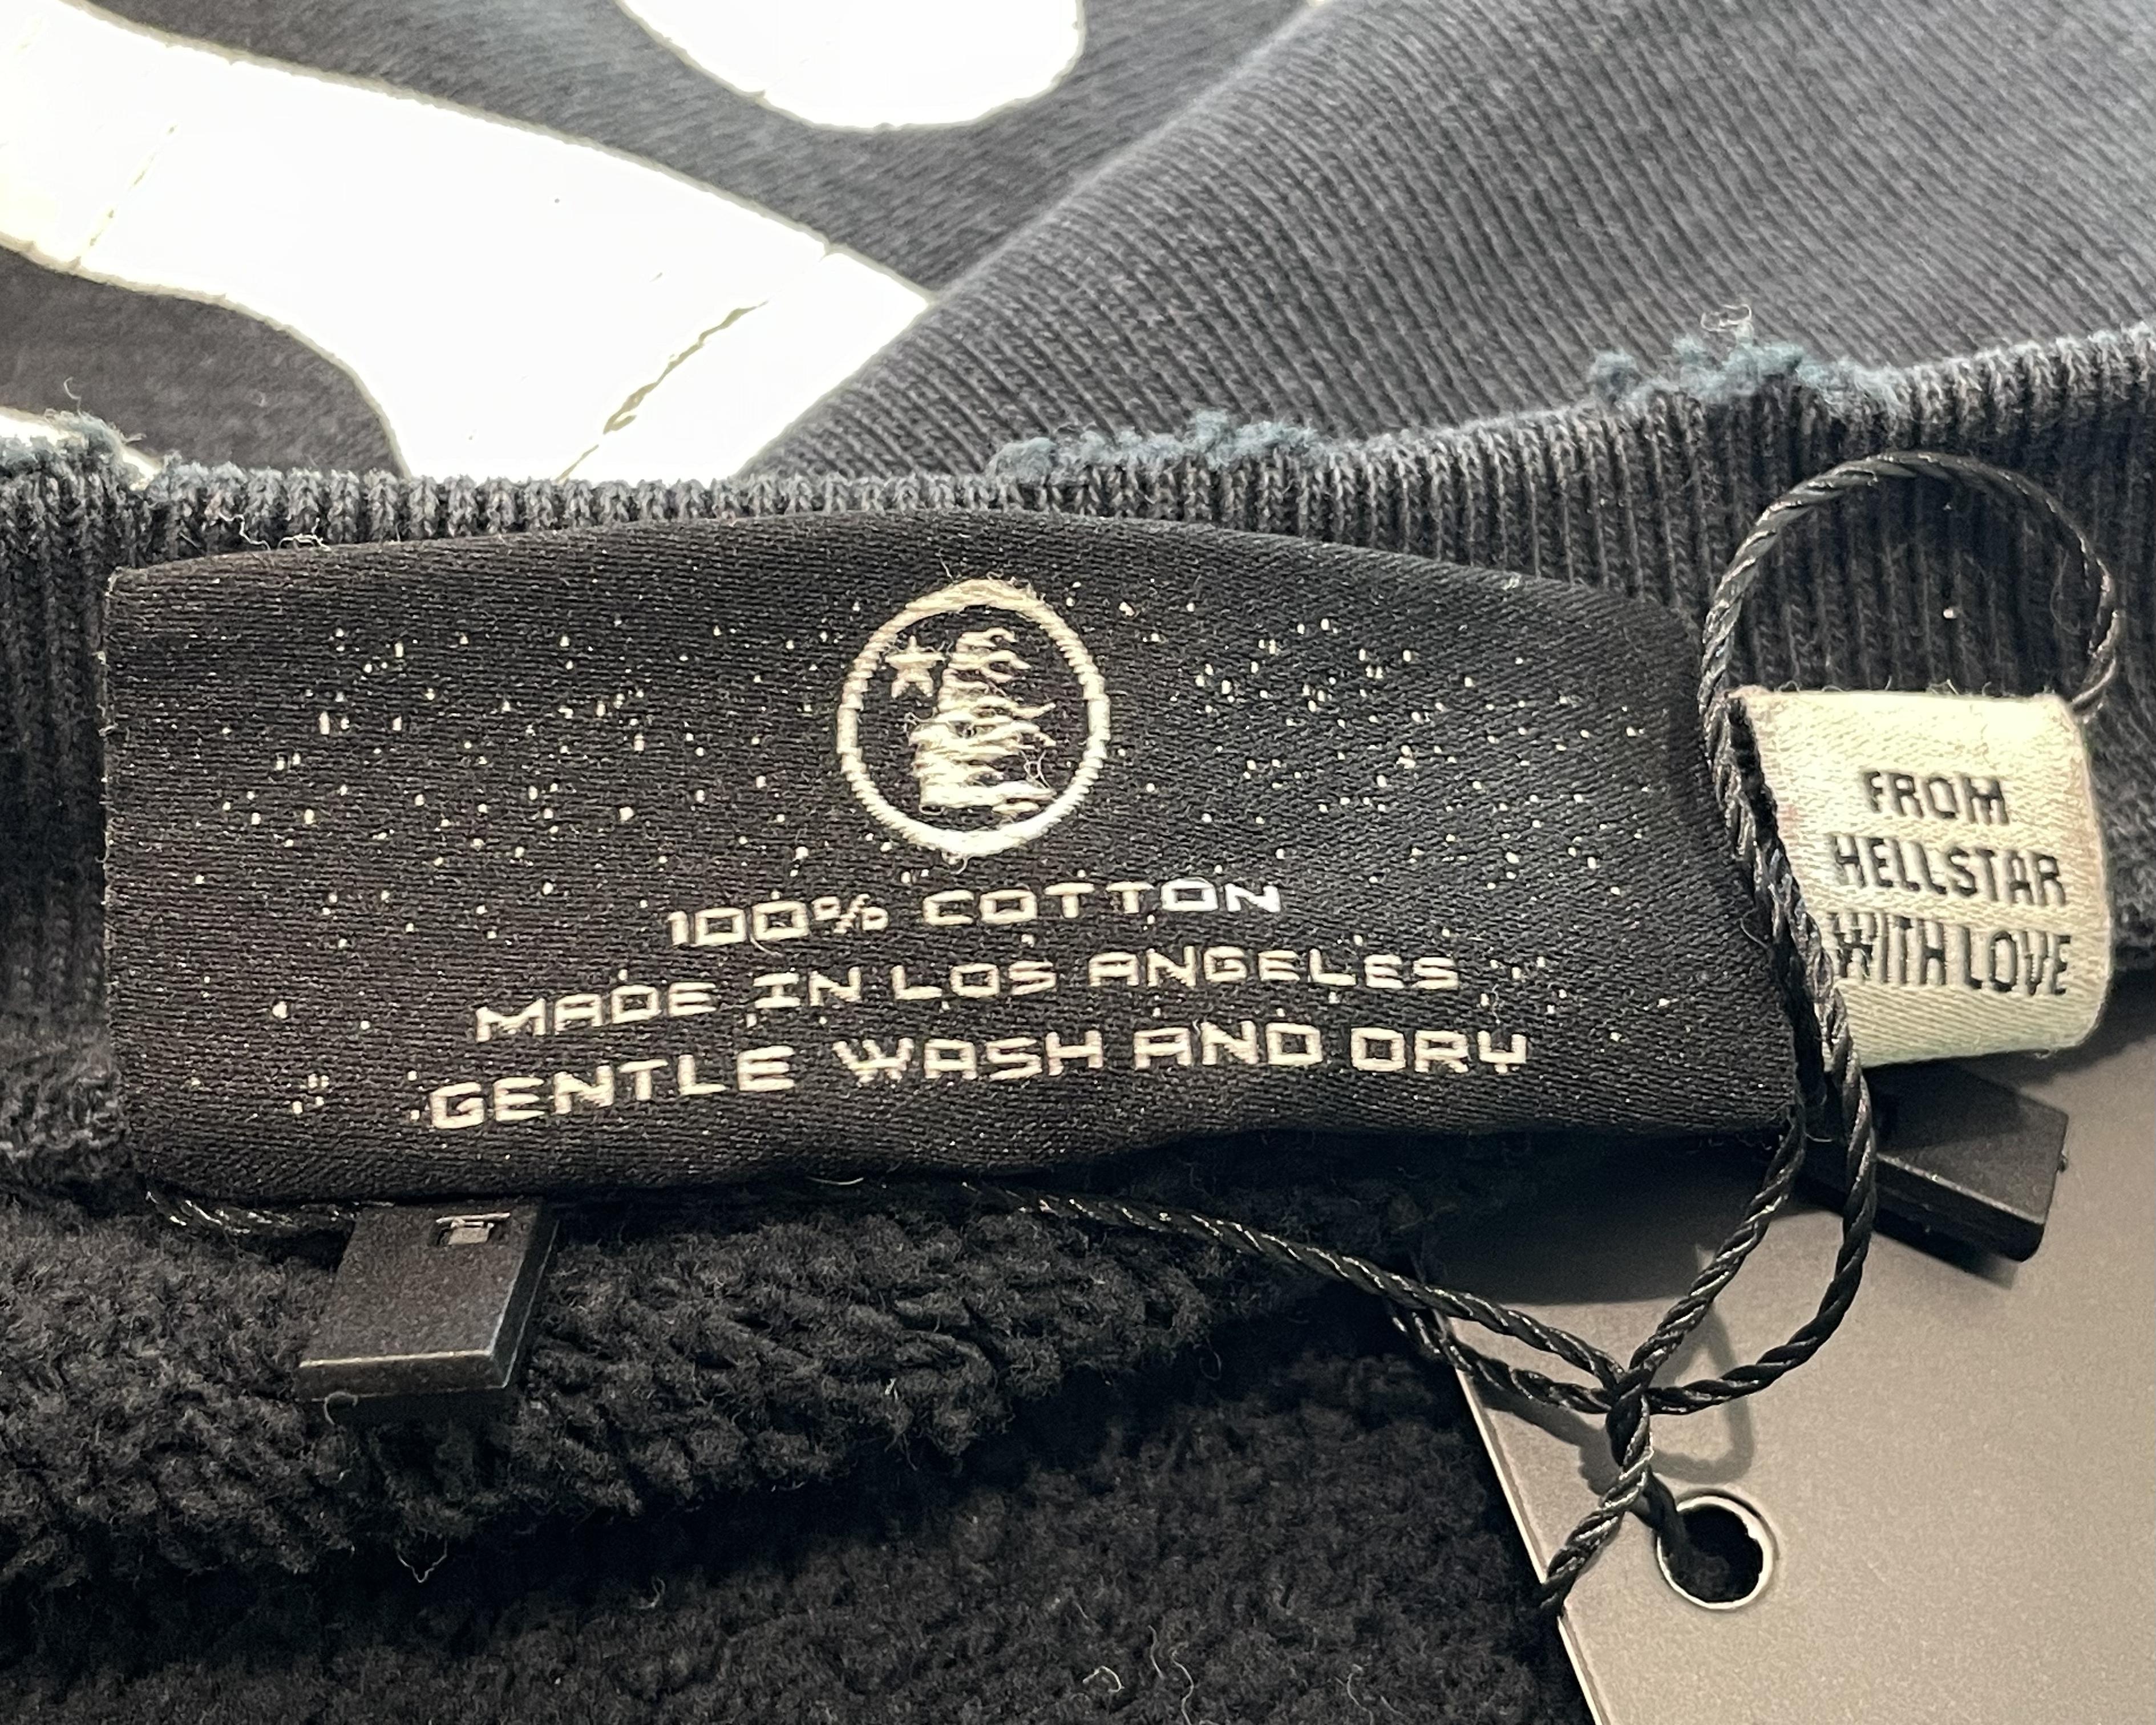 100% COTTON
MADE IN LOS ANGELES
GENTLE WASH AND DRY
FROM
HELLSTAR
WITH LOVE